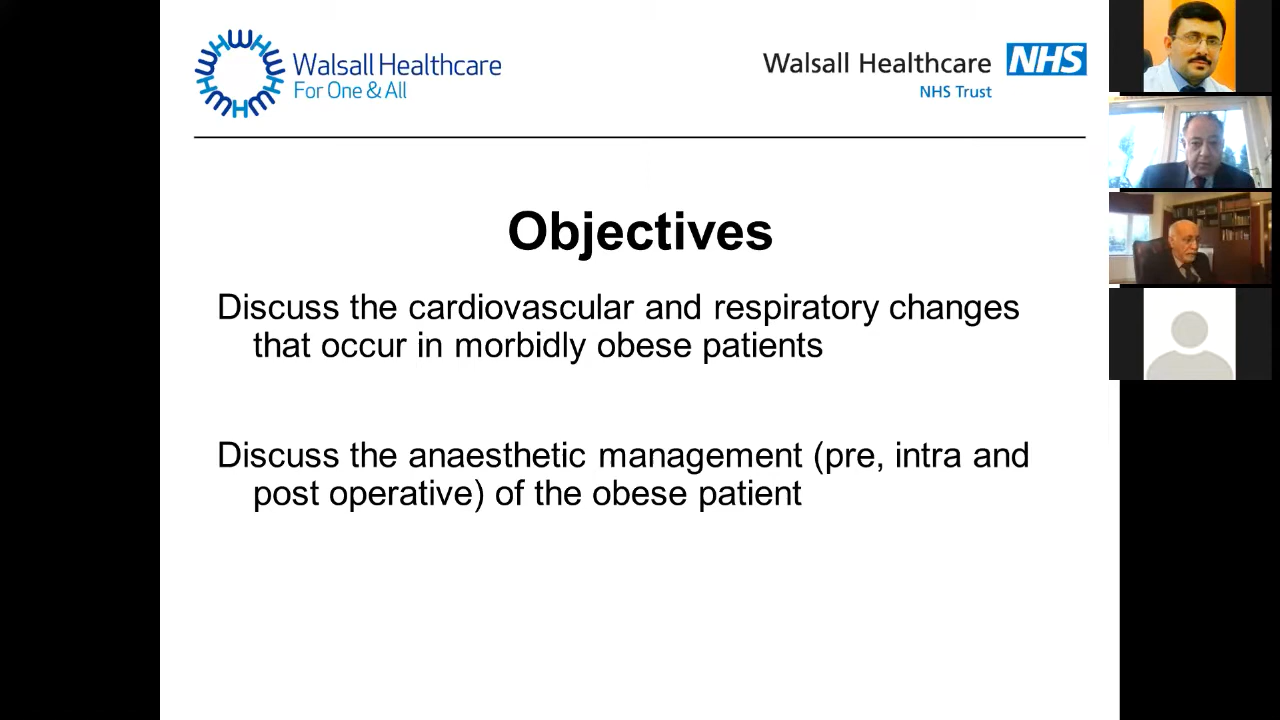 Walsall Healthcare
For One & All
Walsall Healthcare NHS
NHS Trust
Objectives
Discuss the cardiovascular and respiratory changes
that occur in morbidly obese patients
Discuss the anaesthetic management (pre, intra and
post operative) of the obese patient